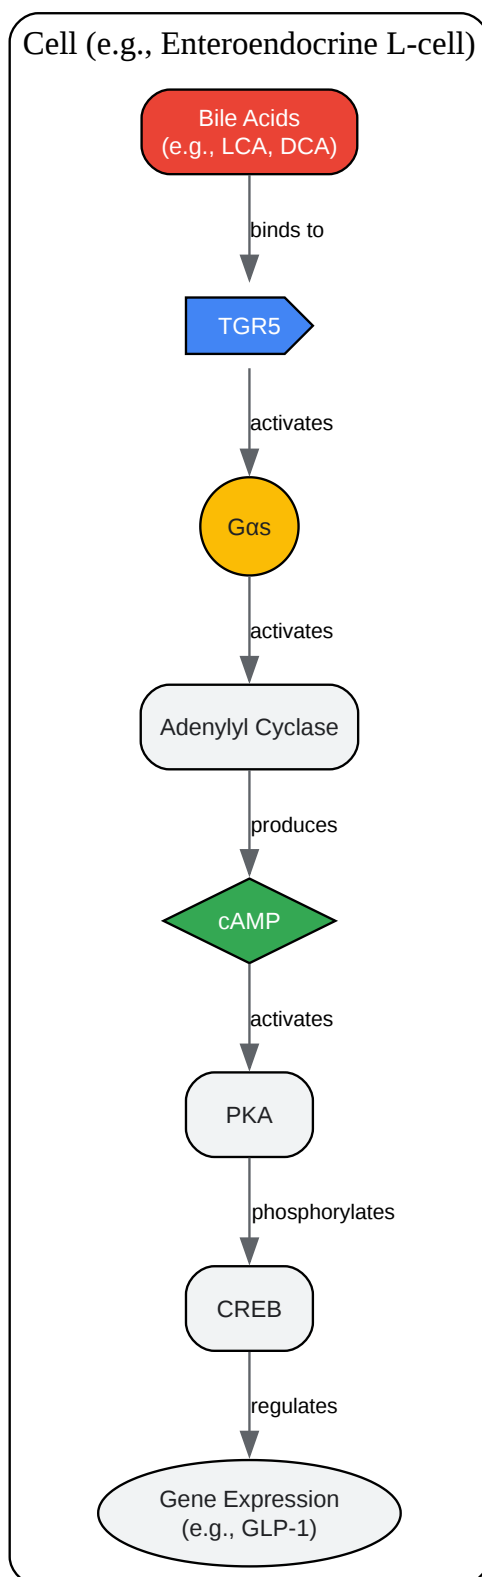 Cell (e.g., Enteroendocrine L-cell)
Bile Acids
(e.g., LCA, DCA)
binds to
TGR5
activates
Gαs
activates
Adenylyl Cyclase
produces
cAMP
activates
PKA
phosphorylates
CREB
regulates
Gene Expression
(e.g., GLP-1)